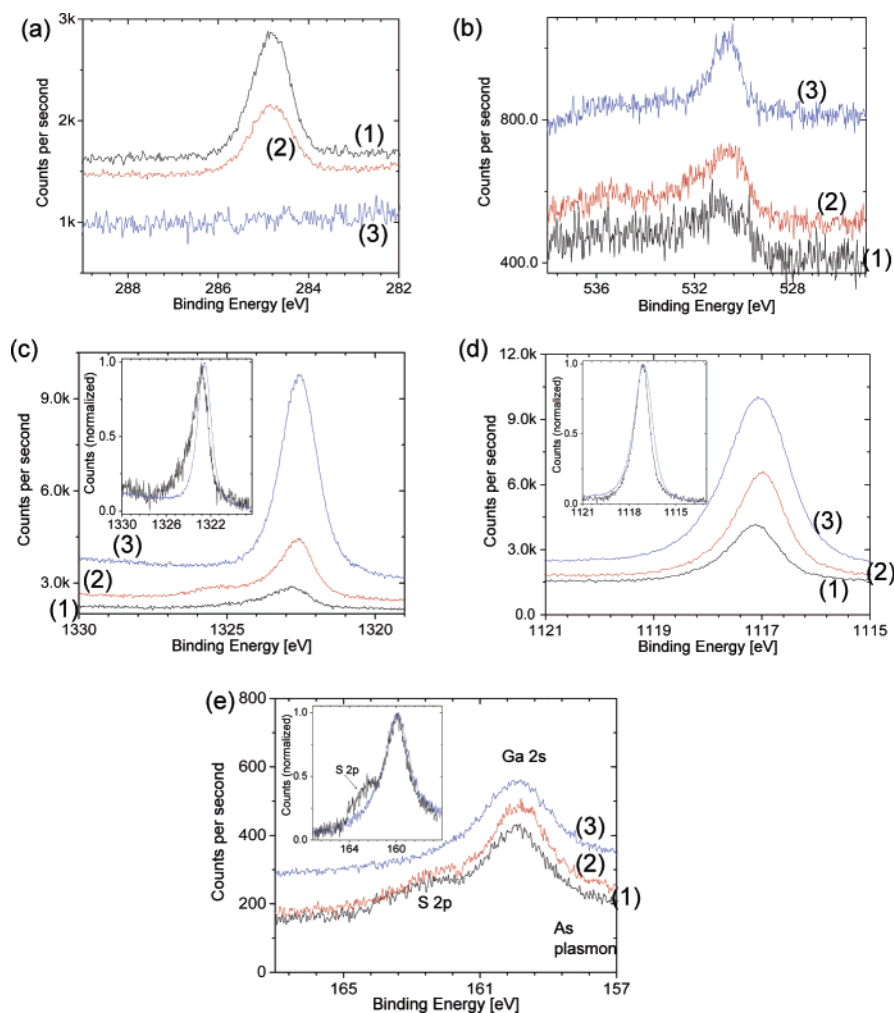 (a)
3k
2k
1k
Counts per second
(1)
(2)
(3)
288 286 284 282
Binding Energy [eV]
(b)
800.0
400.0
Counts per second
(3)
(2)
(1)
536 532 528
Binding Energy [eV]
(c)
9.0k
6.0k
3.0k
Counts per second
1.0
0.5
0.0
Counts (normalized)
1330 1326 1322
(3)
(2)
(1)
1330 1325 1320
Binding Energy [eV]
(d)
12.0k
9.0k
6.0k
3.0k
0.0
Counts per second
1.0
0.5
0.0
Counts (normalized)
1121 1118 1115
(3)
(2)
(1)
1121 1119 1117 1115
Binding Energy [eV]
(e)
800
600
400
200
0
Counts per second
1.0
0.5
0.0
Counts (normalized)
S 2p
164 160
Ga 2s
(3)
(2)
(1)
S 2p
As
plasmon
165 161 157
Binding Energy [eV]